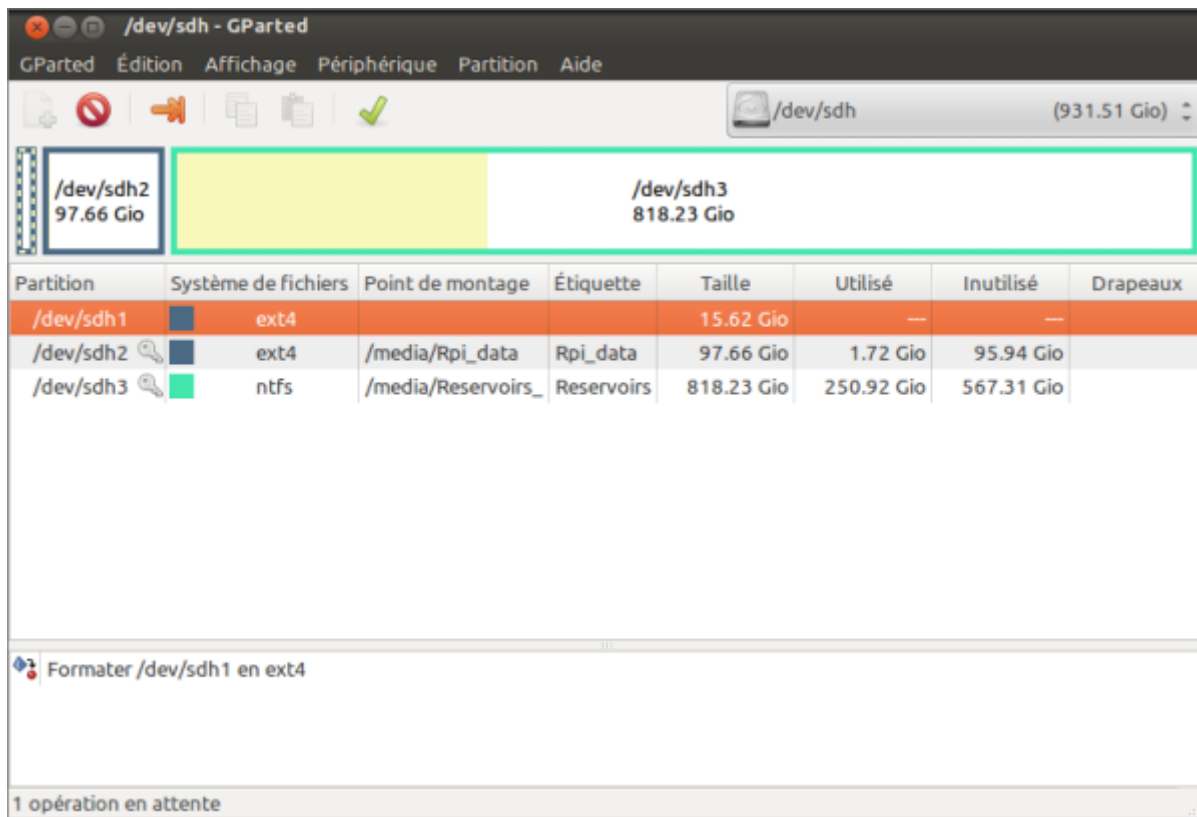 /dev/sdh - GParted
GParted Édition Affichage Périphérique Partition Aide
/dev/sdh (931.51 Gio)
/dev/sdh2
97.66 Gio
/dev/sdh3
818.23 Gio
Partition Système de fichiers Point de montage Étiquette Taille Utilisé Inutilisé Drapeaux
/dev/sdh1 ext4 15.62 Gio --- ---
/dev/sdh2 ext4 /media/Rpi_data Rpi_data 97.66 Gio 1.72 Gio 95.94 Gio
/dev/sdh3 ntfs /media/Reservoirs_ Reservoirs 818.23 Gio 250.92 Gio 567.31 Gio
Formater /dev/sdh1 en ext4
1 opération en attente